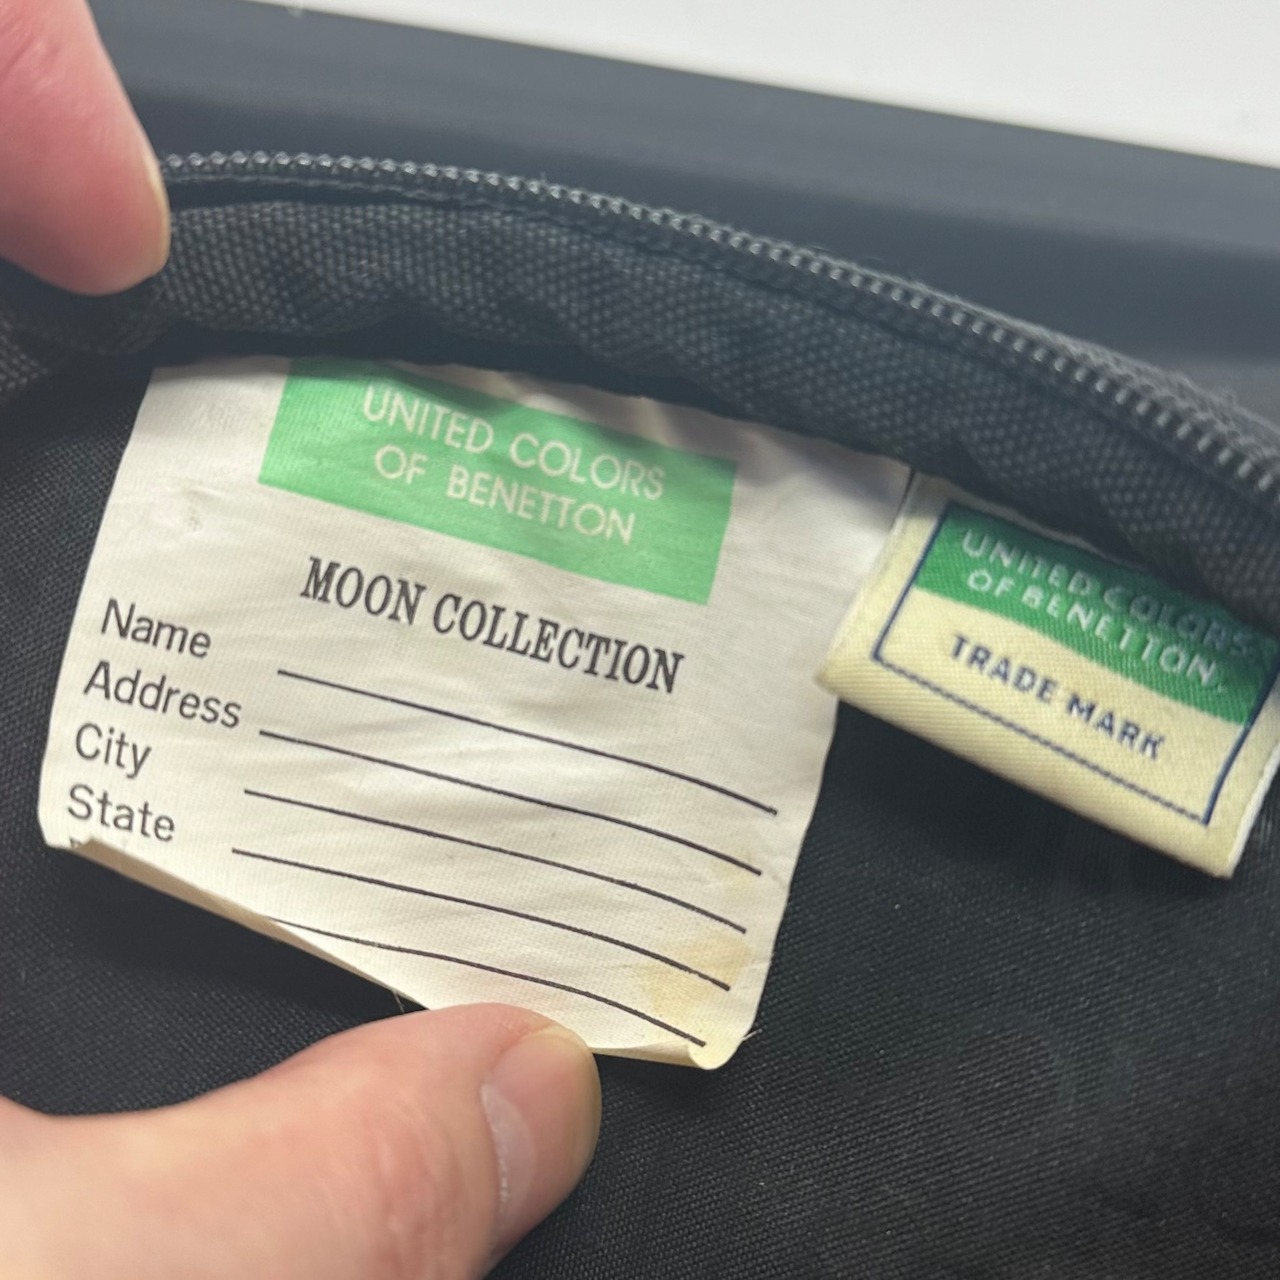 UNITED COLORS
OF BENETTON
MOON COLLECTION
Name
Address
City
State
UNITED COLORS
OF BENETTON.
TRADE MARK